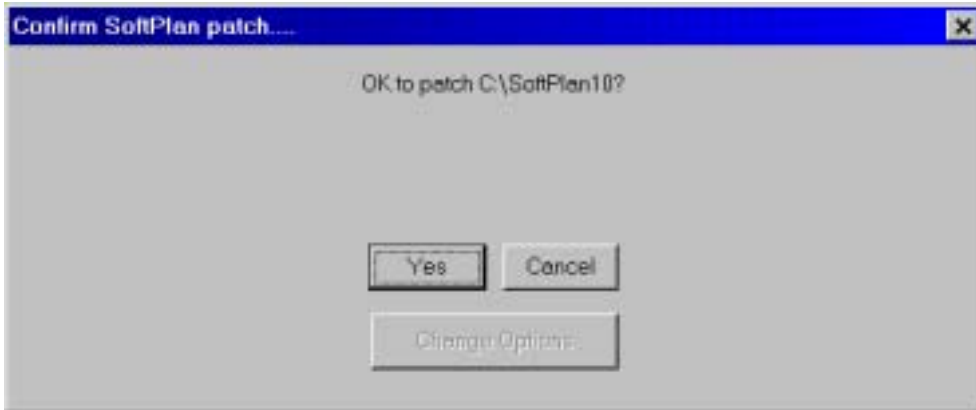 Confirm SoftPlan patch....
OK to patch C:\SoftPlan10?
Yes
Cancel
Change Options